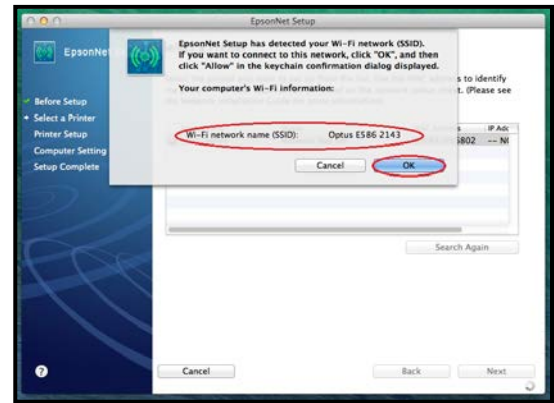 EpsonNet Setup
EpsonNet
EpsonNet Setup has detected your Wi-Fi network (SSID).
If you want to connect to this network, click "OK", and then
click "Allow" in the keychain confirmation dialog displayed.
Your computer's Wi-Fi information:
Wi-Fi network name (SSID): Optus E586 2143
Cancel OK
s to identify
t. (Please see
Before Setup
Select a Printer
Printer Setup
Computer Setting
Setup Complete
s IP Adc
5802 -- N
Search Again
? Cancel Back Next